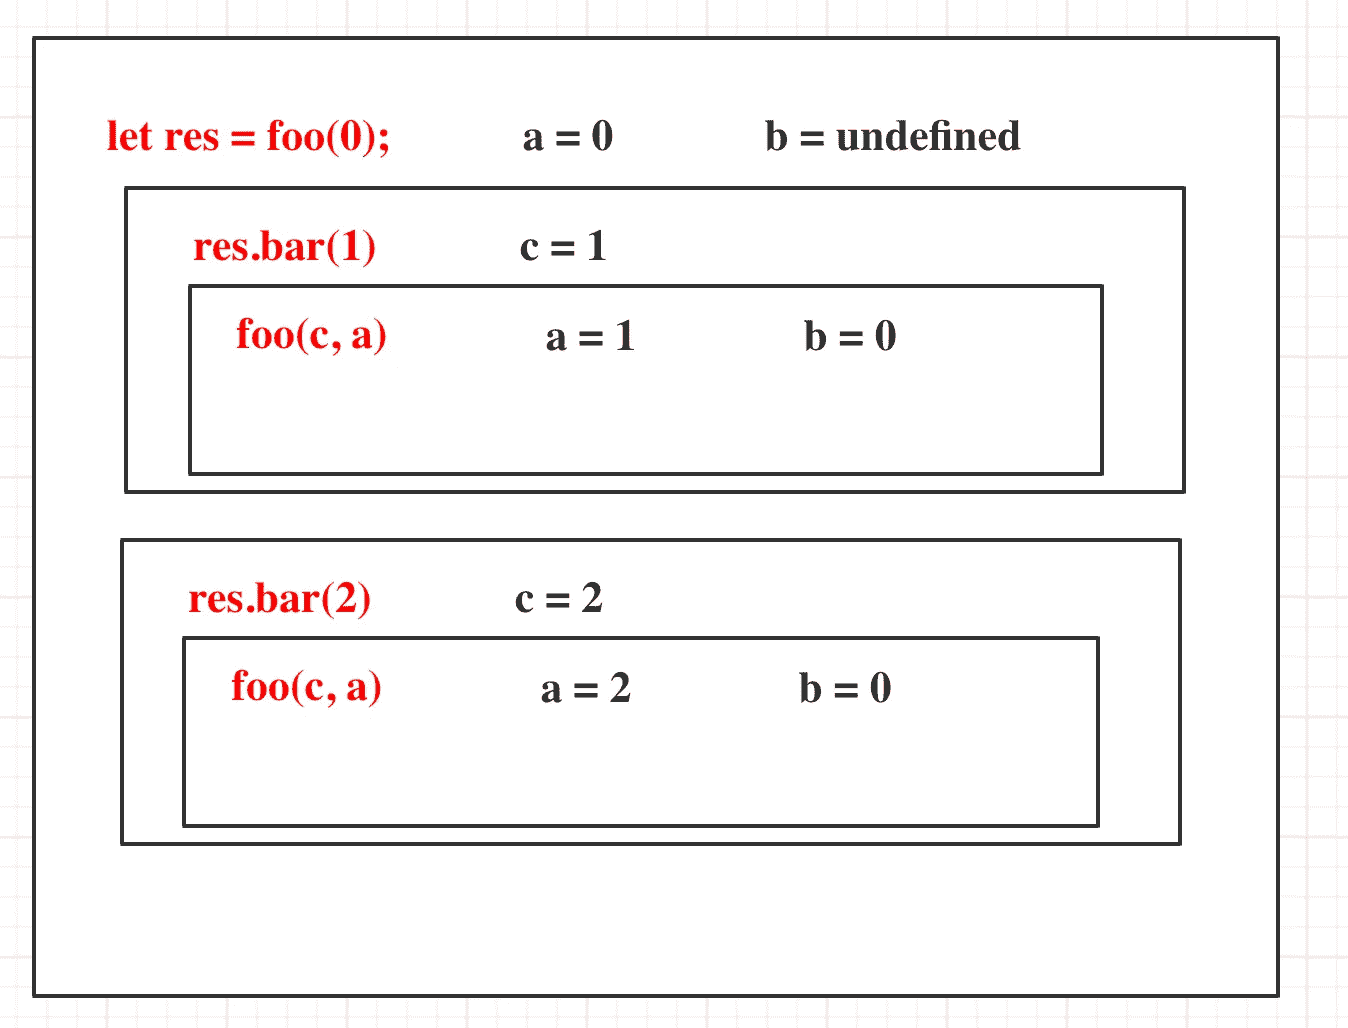 let res = foo(0); a = 0 b = undefined
res.bar(1) c = 1
foo(c, a) a = 1 b = 0
res.bar(2) c = 2
foo(c, a) a = 2 b = 0